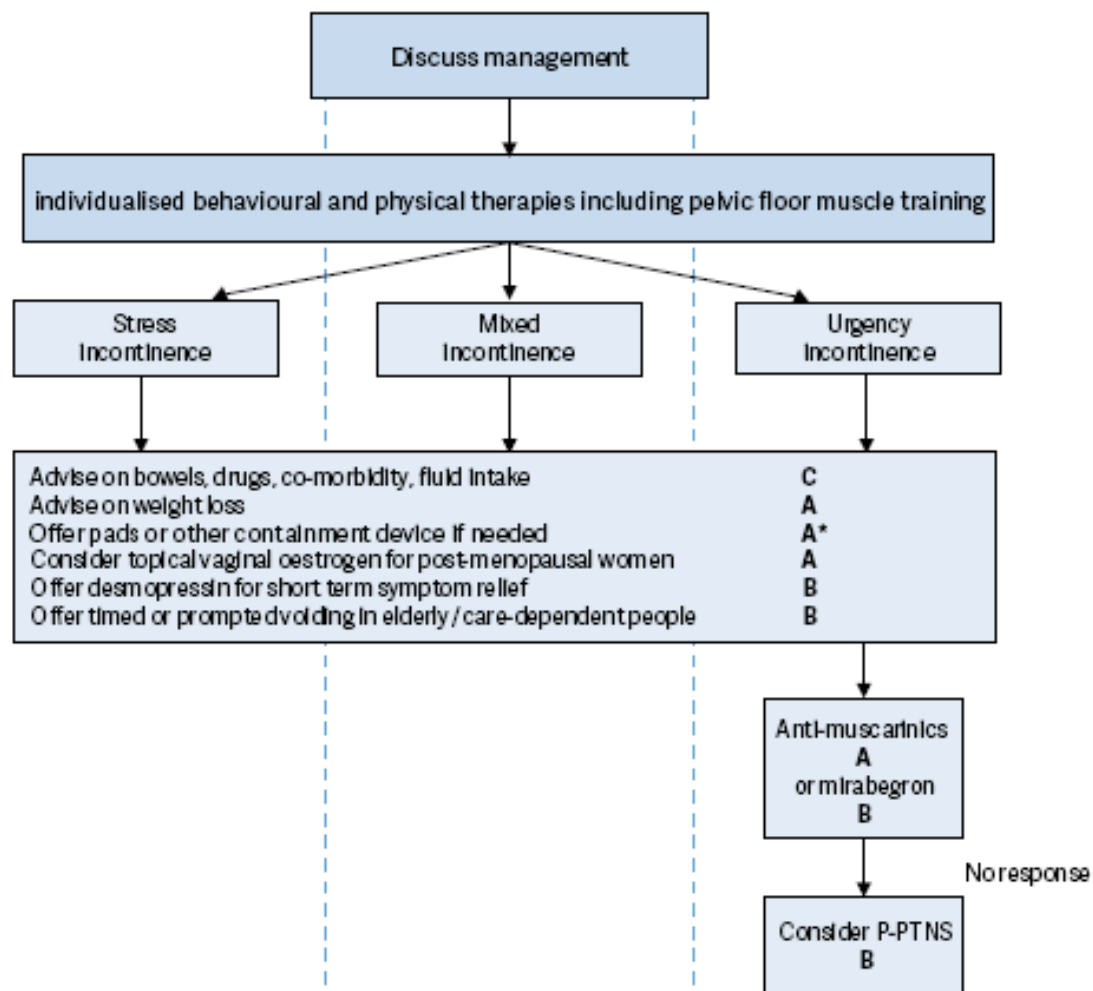 Discuss management
individualised behavioural and physical therapies including pelvic floor muscle training
Stress
incontinence
Mixed
incontinence
Urgency
incontinence
Advise on bowels, drugs, co-morbidity, fluid intake C
Advise on weight loss A
Offer pads or other containment device if needed A*
Consider topical vaginal oestrogen for post-menopausal women A
Offer desmopressin for short term symptom relief B
Offer timed or prompted voiding in elderly/care-dependent people B
Anti-muscarinics
A
or mirabegron
B
No response
Consider P-PTNS
B